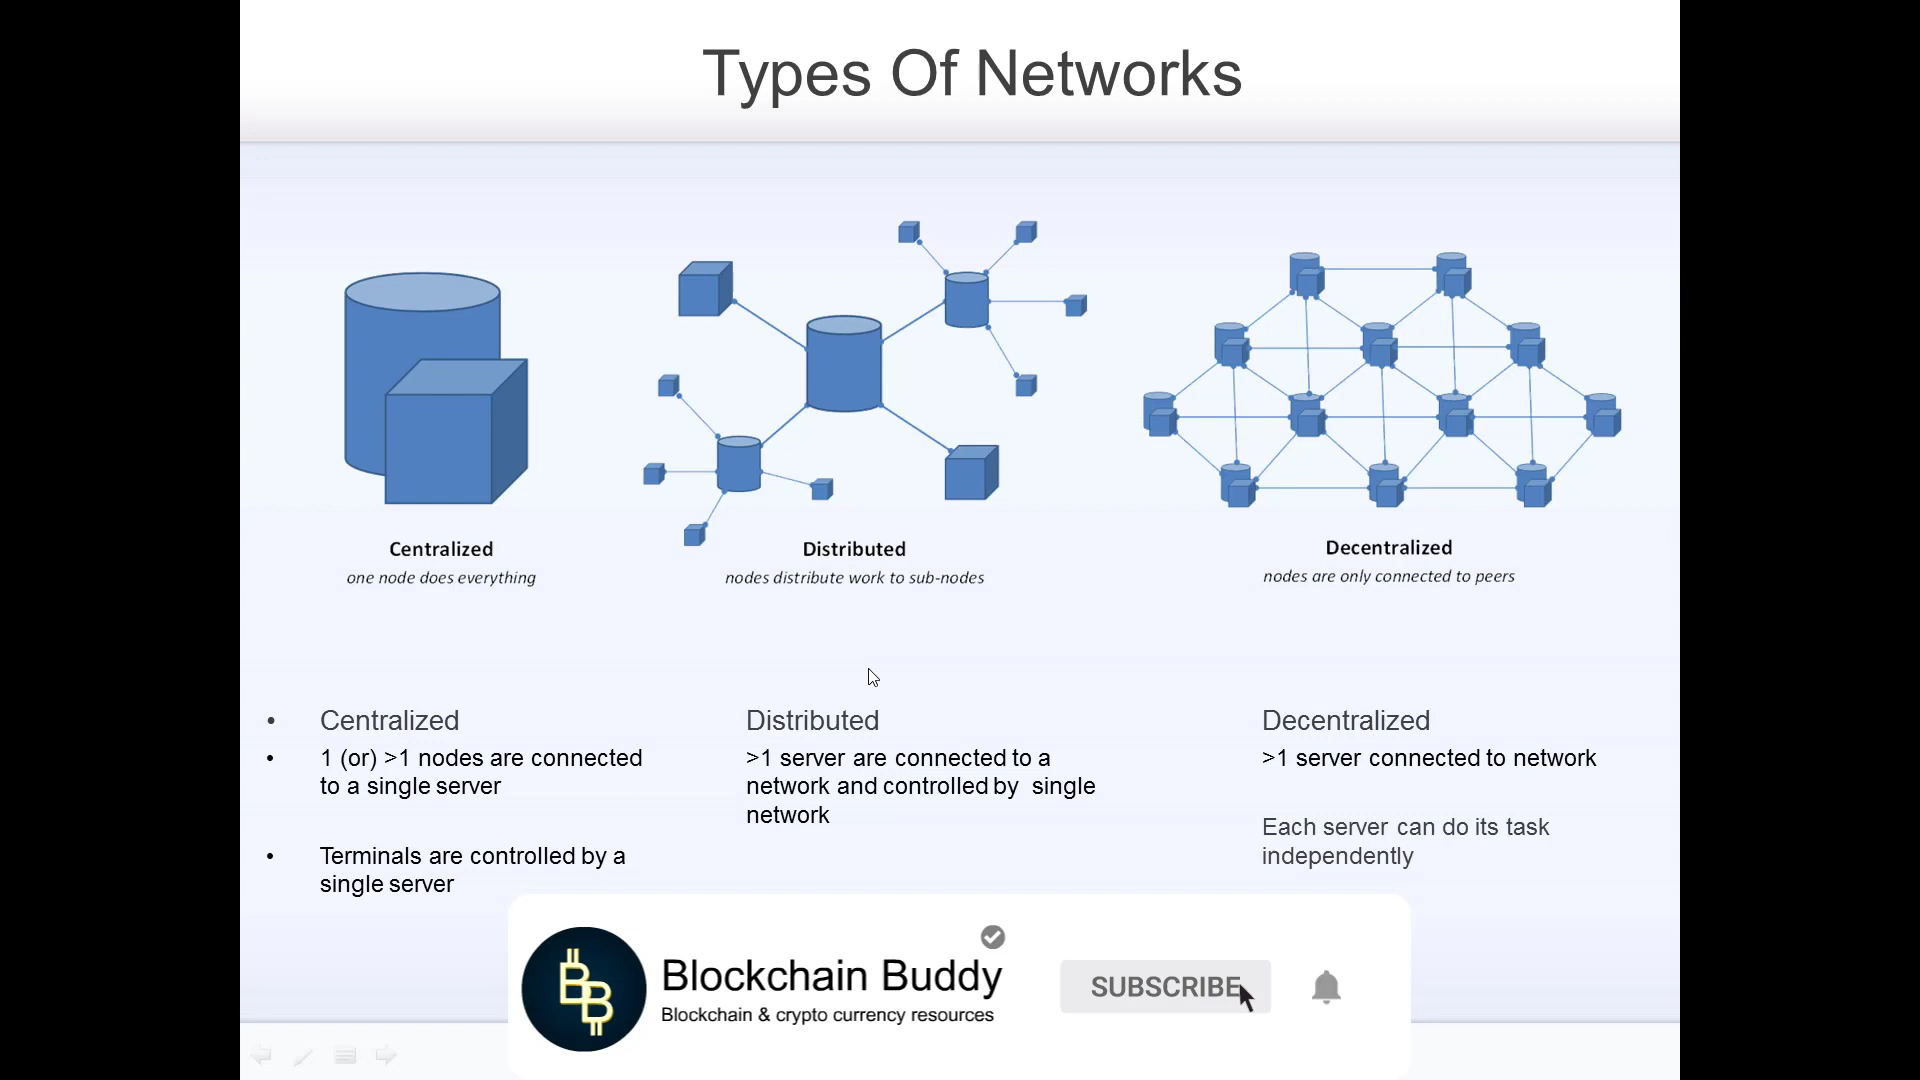 Types Of Networks
Centralized
one node does everything
Distributed
nodes distribute work to sub-nodes
Decentralized
nodes are only connected to peers
• Centralized
• 1 (or) >1 nodes are connected
to a single server
• Terminals are controlled by a
single server
Distributed
>1 server are connected to a
network and controlled by single
network
Decentralized
>1 server connected to network
Each server can do its task
independently
Blockchain Buddy
Blockchain & crypto currency resources
SUBSCRIBE